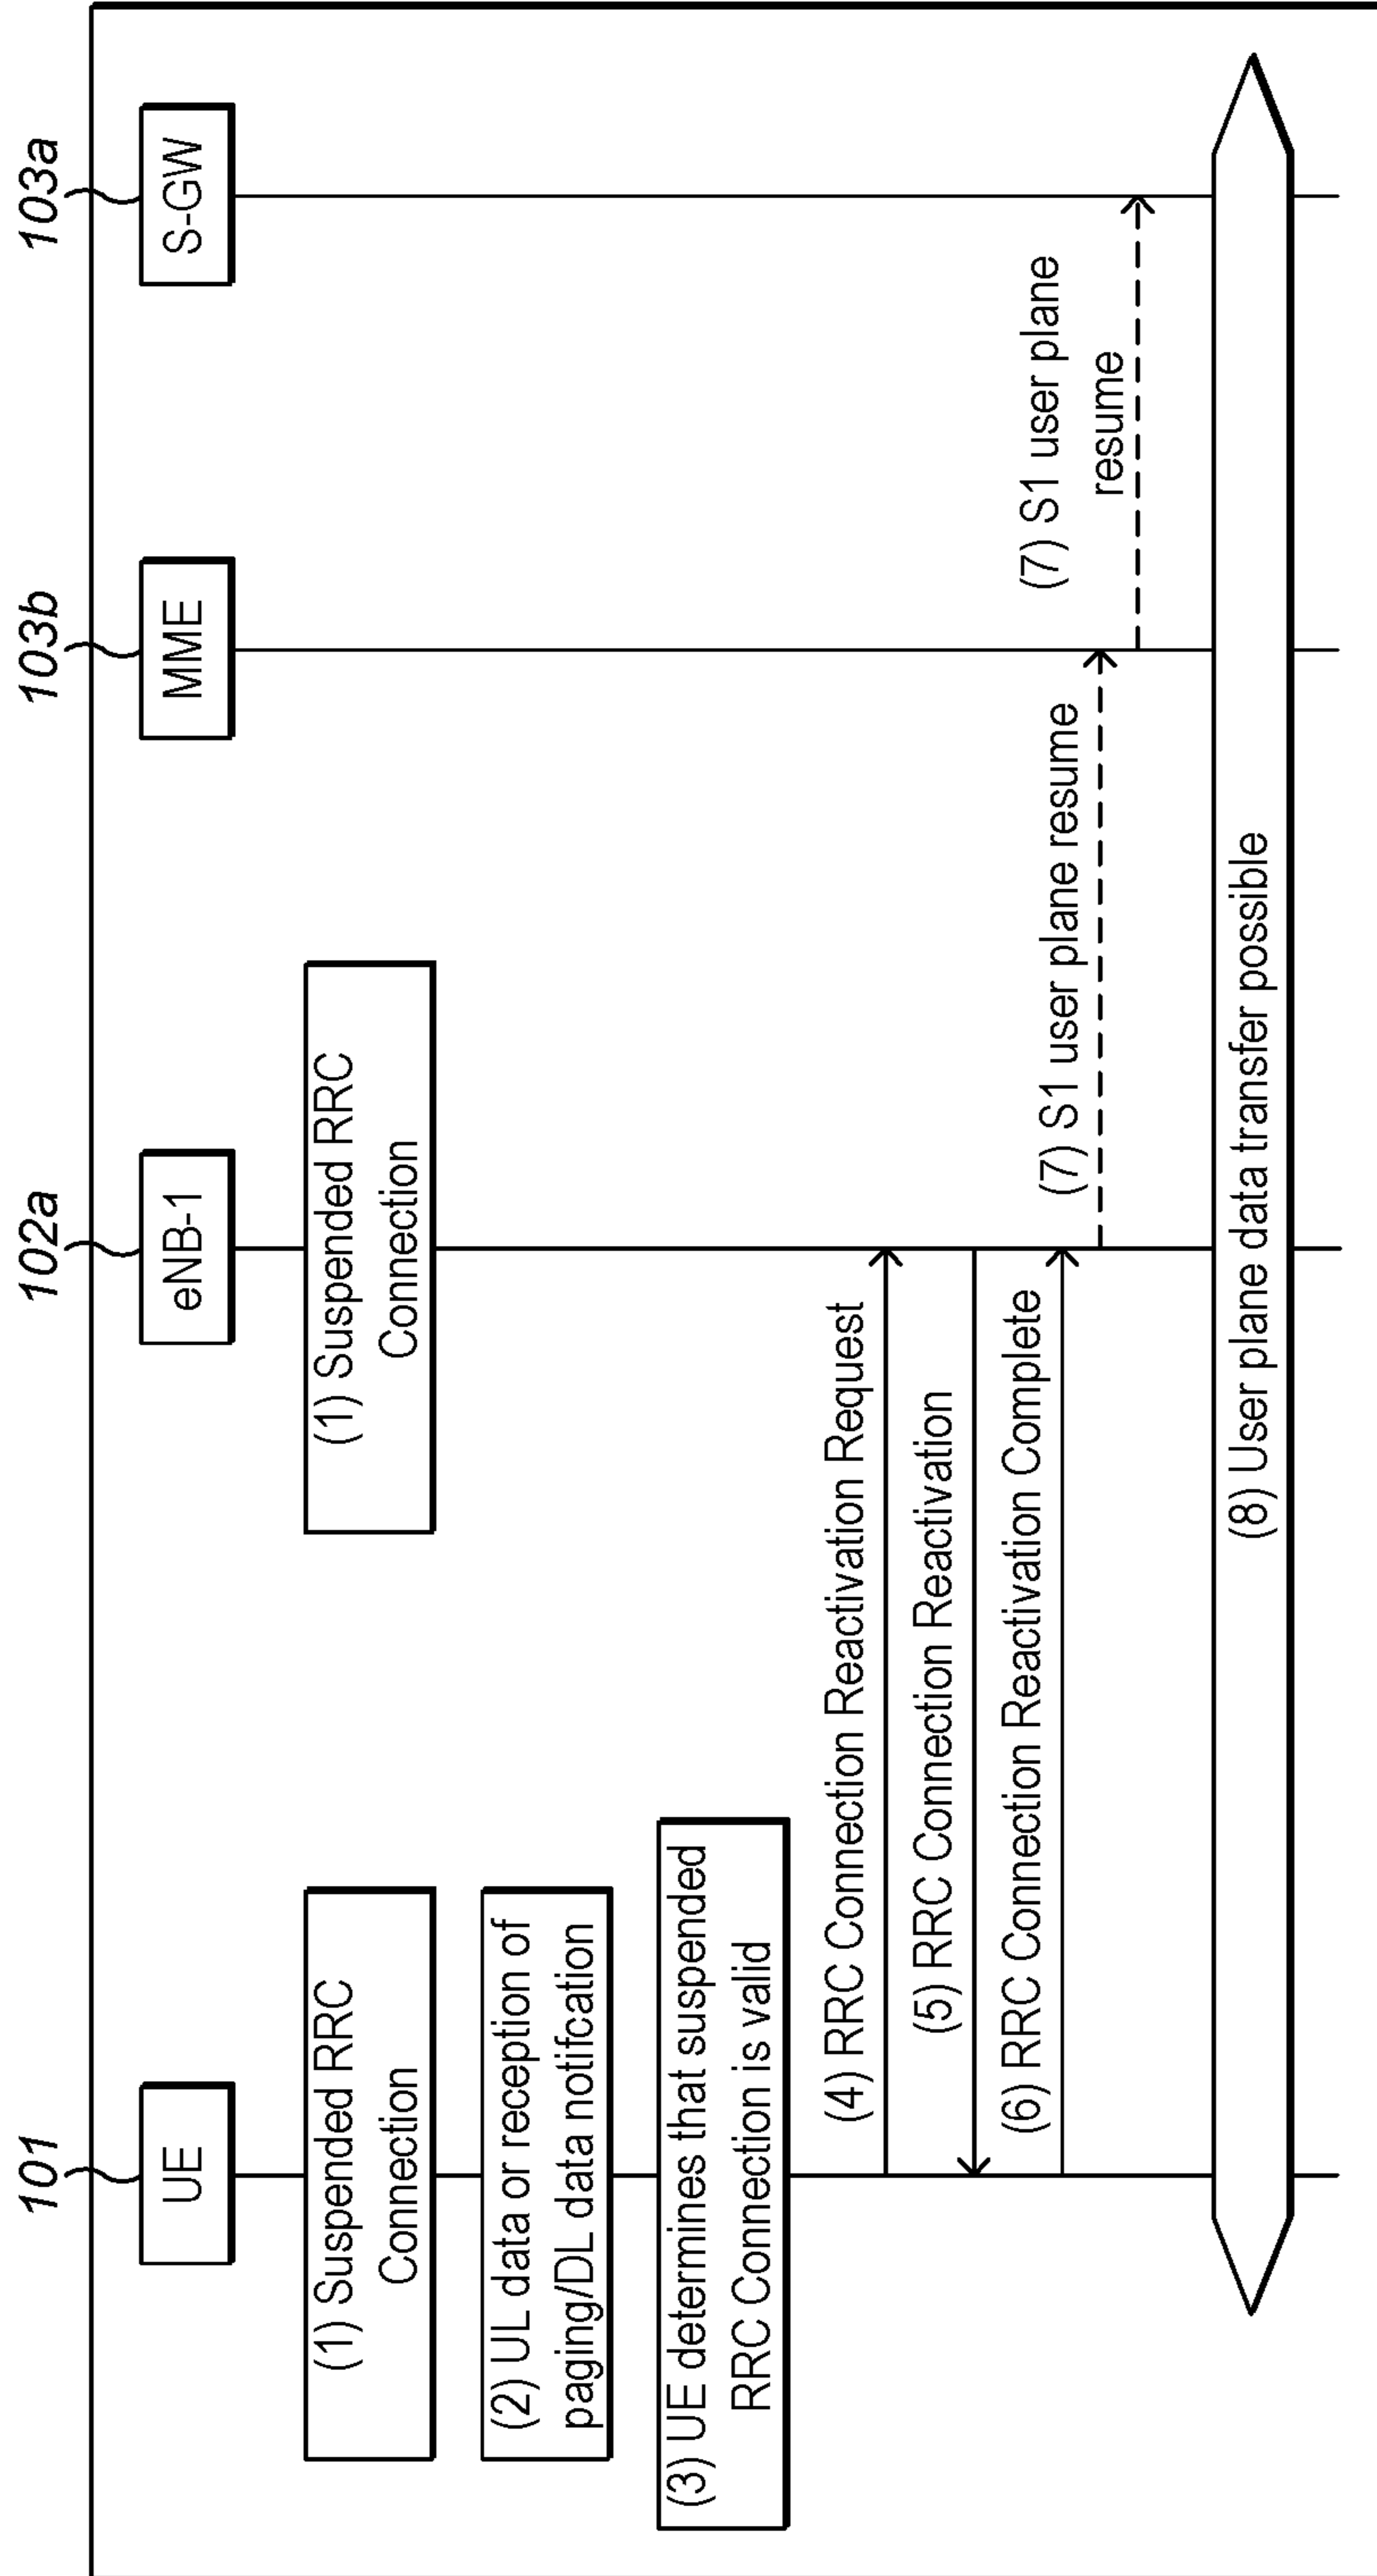 101
102a
103b
103a
UE
eNB-1
MME
S-GW
(1) Suspended RRC
Connection
(1) Suspended RRC
Connection
(2) UL data or reception of
paging/DL data notifcation
(3) UE determines that suspended
RRC Connection is valid
(4) RRC Connection Reactivation Request
(5) RRC Connection Reactivation
(6) RRC Connection Reactivation Complete
(7) S1 user plane resume
(7) S1 user plane
resume
(8) User plane data transfer possible